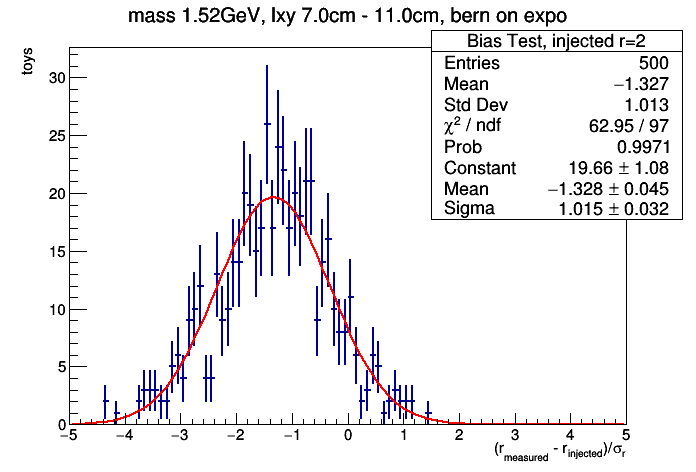 mass 1.52GeV, lxy 7.0cm - 11.0cm, bern on expo
Bias Test, injected r=2
Entries 500
Mean −1.327
Std Dev 1.013
χ² / ndf 62.95 / 97
Prob 0.9971
Constant 19.66 ± 1.08
Mean −1.328 ± 0.045
Sigma 1.015 ± 0.032
toys
30
25
20
15
10
5
0
−5 −4 −3 −2 −1 0 1 2 3 4 5
(r_measured - r_injected)/σ_r